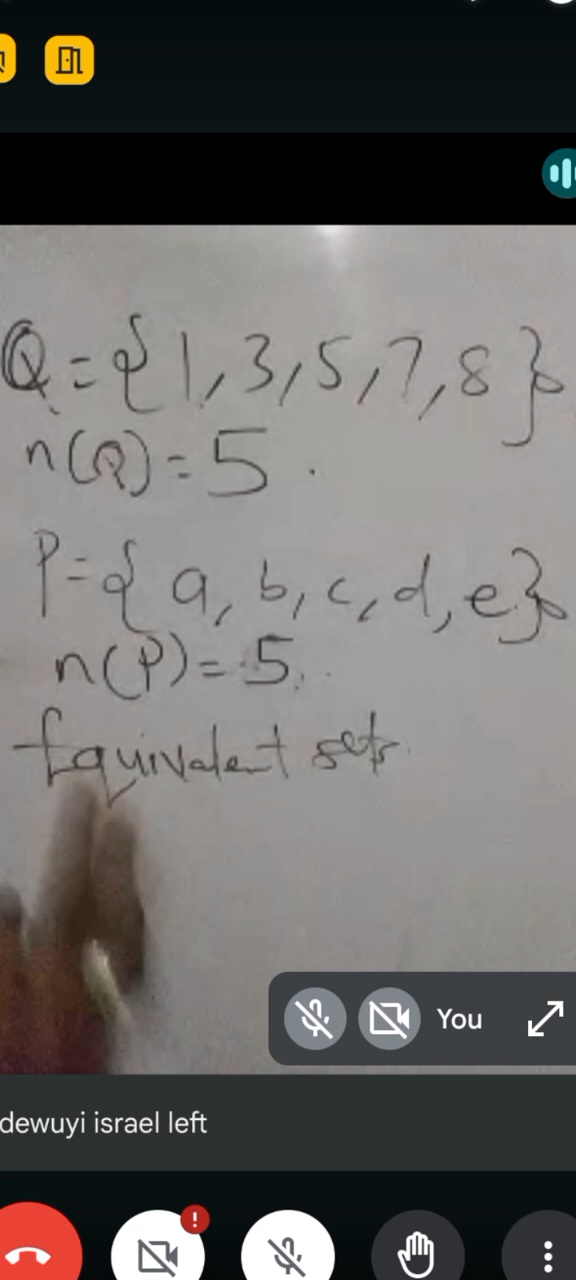 Q = {1, 3, 5, 7, 8}
n(Q) = 5.
P = {a, b, c, d, e}
n(P) = 5.
Equivalent sets.
You
dewuyi israel left
!